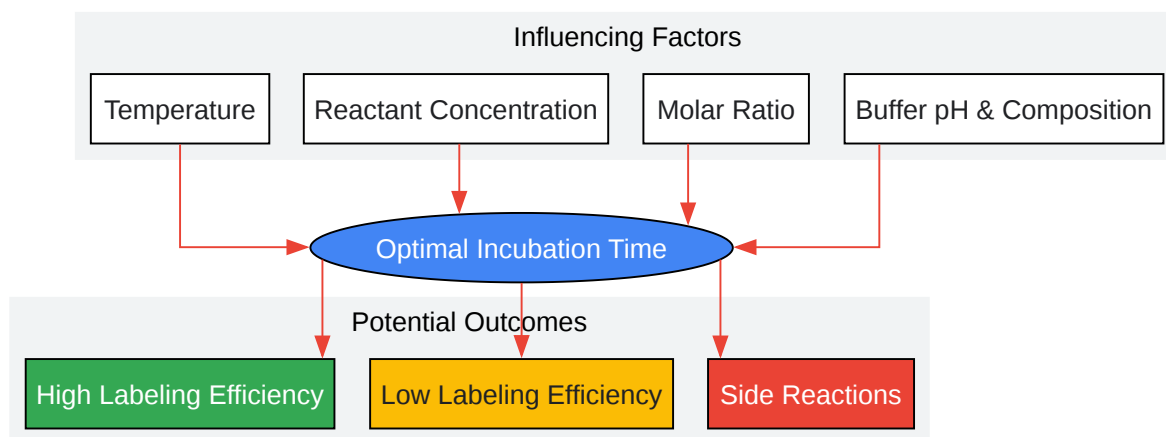 Influencing Factors
Temperature
Reactant Concentration
Molar Ratio
Buffer pH & Composition
Optimal Incubation Time
Potential Outcomes
High Labeling Efficiency
Low Labeling Efficiency
Side Reactions